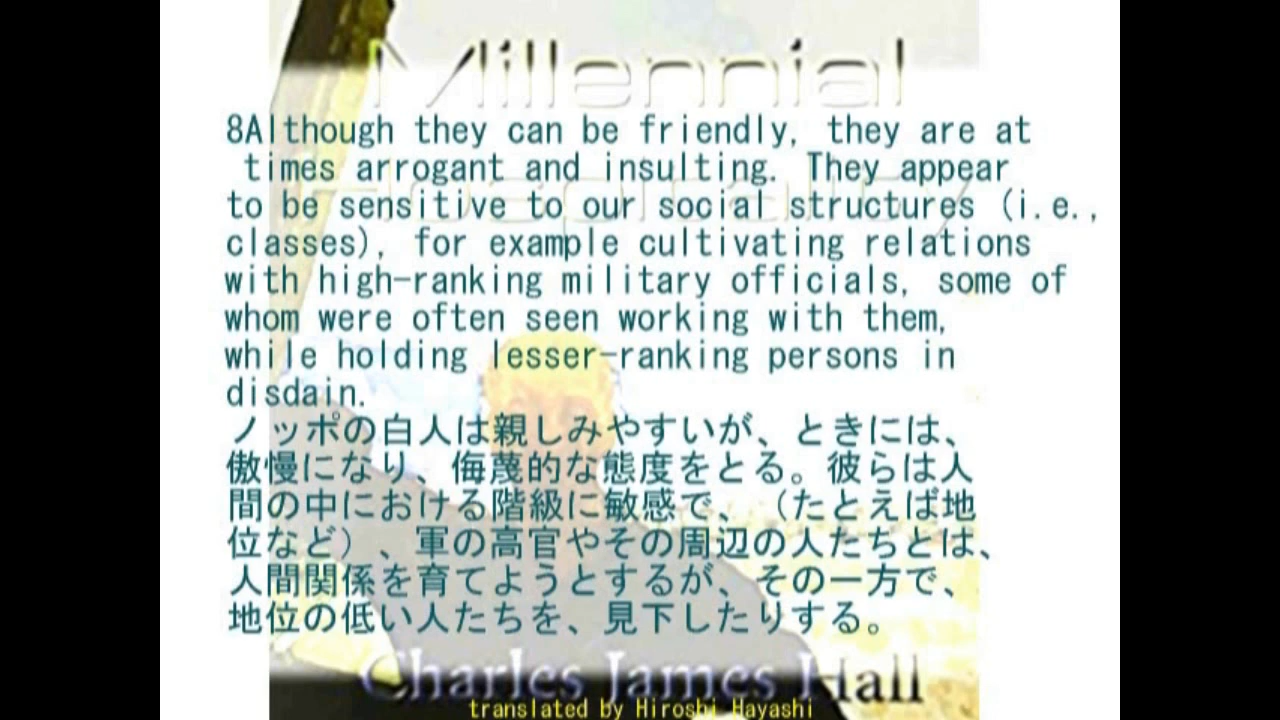 Millennial
8Although they can be friendly, they are at
times arrogant and insulting. They appear
Hospitality
to be sensitive to our social structures (i.e.,
classes), for example cultivating relations
with high-ranking military officials, some of
whom were often seen working with them,
while holding lesser-ranking persons in
disdain.
ノッポの白人は親しみやすいが、ときには、
傲慢になり、侮蔑的な態度をとる。彼らは人
間の中における階級に敏感で、（たとえば地
位など）、軍の高官やその周辺の人たちとは、
人間関係を育てようとするが、その一方で、
地位の低い人たちを、見下したりする。
Charles James Hall
translated by Hiroshi Hayashi